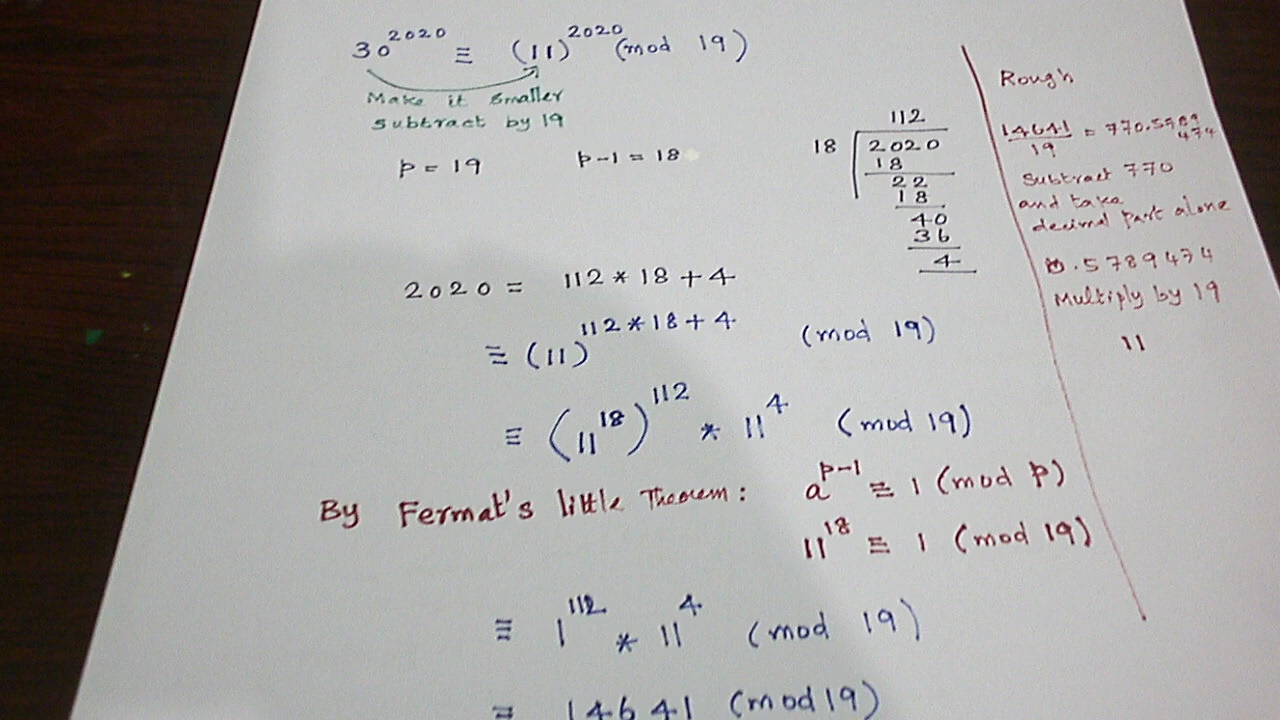 30^2020 ≡ (11)^2020 (mod 19)
Make it smaller
subtract by 19
p = 19 p-1 = 18
112
18 2020
18
22
18
40
36
4
2020 = 112 * 18 + 4
≡ (11)^112*18+4 (mod 19)
≡ (11^18)^112 * 11^4 (mod 19)
By Fermat's little Theorem: a^p-1 ≡ 1 (mod p)
11^18 ≡ 1 (mod 19)
≡ 1^112 * 11^4 (mod 19)
≡ 14641 (mod 19)
Rough
14641/19 = 770.5789474
Subtract 770
and take
decimal part alone
0.5789474
Multiply by 19
11